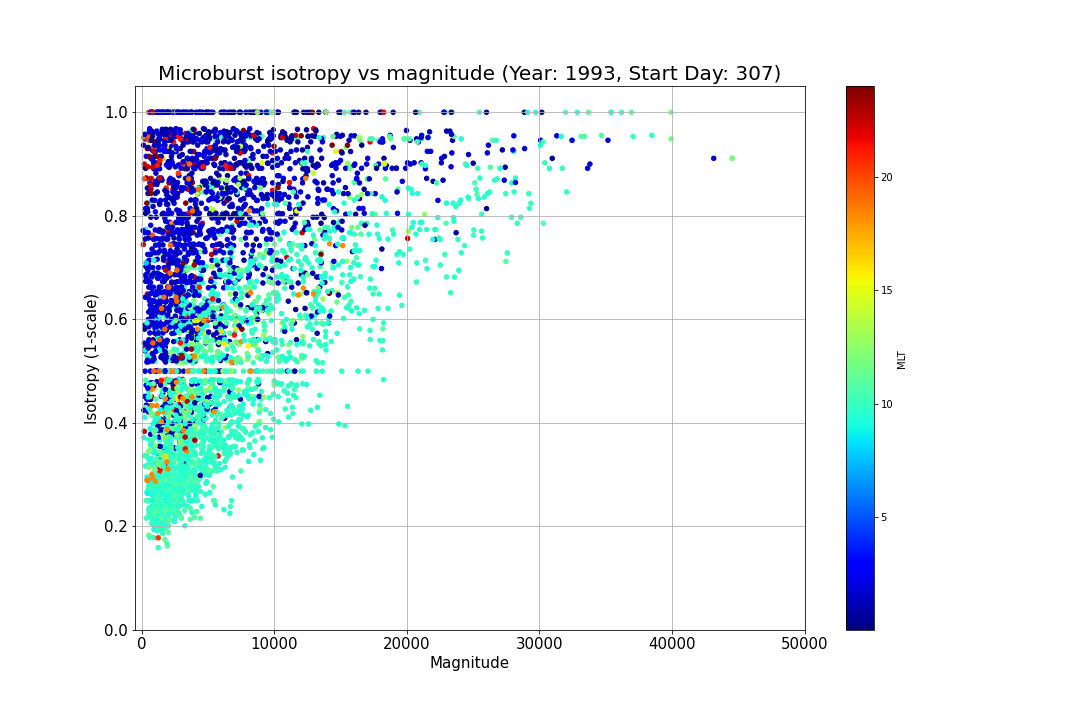 Microburst isotropy vs magnitude (Year: 1993, Start Day: 307)
1.0
0.8
0.6
0.4
0.2
0.0
Isotropy (1-scale)
0 10000 20000 30000 40000 50000
Magnitude
20
15
10
5
MLT